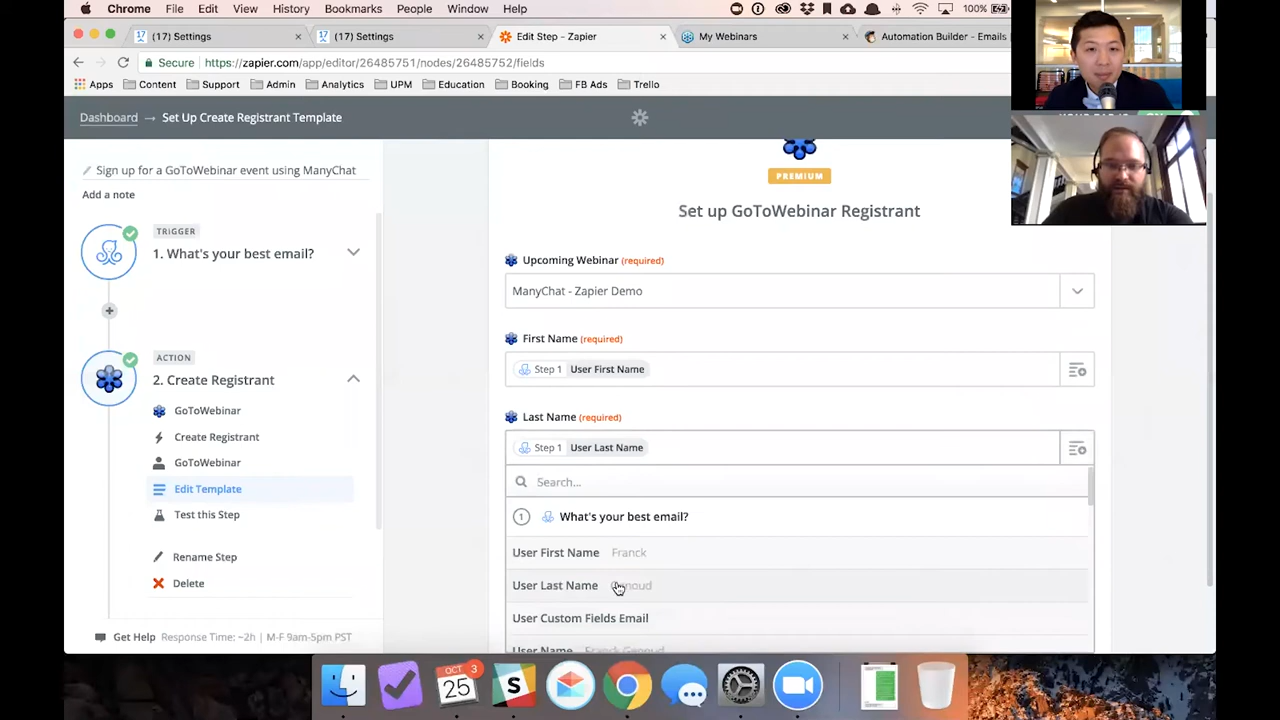 Chrome File Edit View History Bookmarks People Window Help 100%
(17) Settings (17) Settings Edit Step - Zapier My Webinars Automation Builder - Emails
Secure https://zapier.com/app/editor/26485751/nodes/26485752/fields
Apps Content Support Admin Analytics UPM Education Booking FB Ads Trello
Dashboard → Set Up Create Registrant Template
Sign up for a GoToWebinar event using ManyChat
Add a note
TRIGGER
1. What's your best email?
ACTION
2. Create Registrant
GoToWebinar
Create Registrant
GoToWebinar
Edit Template
Test this Step
Rename Step
Delete
Get Help Response Time: ~2h | M-F 9am-5pm PST
PREMIUM
Set up GoToWebinar Registrant
Upcoming Webinar (required)
ManyChat - Zapier Demo
First Name (required)
Step 1 User First Name
Last Name (required)
Step 1 User Last Name
Search...
1 What's your best email?
User First Name Franck
User Last Name
User Custom Fields Email
User Name Franck Genoud
OCT 3
25